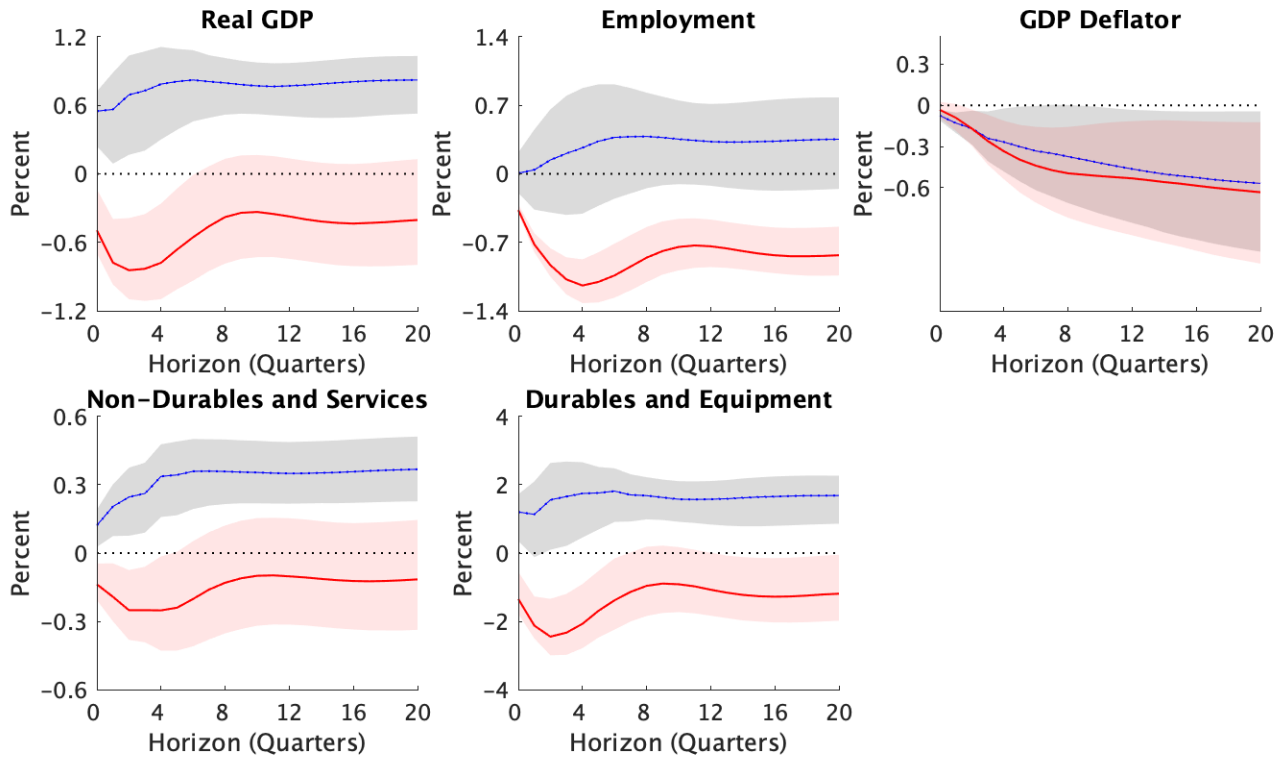 Real GDP
Percent
1.2
0.6
0
−0.6
−1.2
0 4 8 12 16 20
Horizon (Quarters)
Employment
Percent
1.4
0.7
0
−0.7
−1.4
0 4 8 12 16 20
Horizon (Quarters)
GDP Deflator
Percent
0.3
0
−0.3
−0.6
0 4 8 12 16 20
Horizon (Quarters)
Non−Durables and Services
Percent
0.6
0.3
0
−0.3
−0.6
0 4 8 12 16 20
Horizon (Quarters)
Durables and Equipment
Percent
4
2
0
−2
−4
0 4 8 12 16 20
Horizon (Quarters)